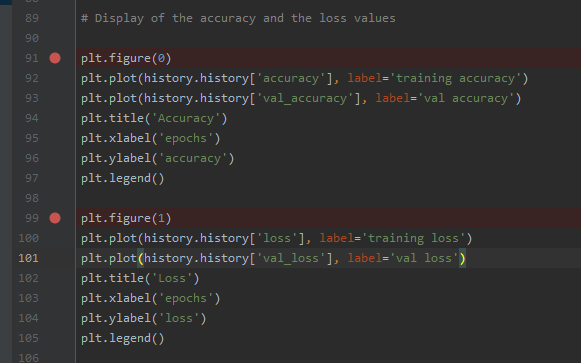 89 # Display of the accuracy and the loss values
90
91 plt.figure(0)
92 plt.plot(history.history['accuracy'], label='training accuracy')
93 plt.plot(history.history['val_accuracy'], label='val accuracy')
94 plt.title('Accuracy')
95 plt.xlabel('epochs')
96 plt.ylabel('accuracy')
97 plt.legend()
98
99 plt.figure(1)
100 plt.plot(history.history['loss'], label='training loss')
101 plt.plot(history.history['val_loss'], label='val loss')
102 plt.title('Loss')
103 plt.xlabel('epochs')
104 plt.ylabel('loss')
105 plt.legend()
106